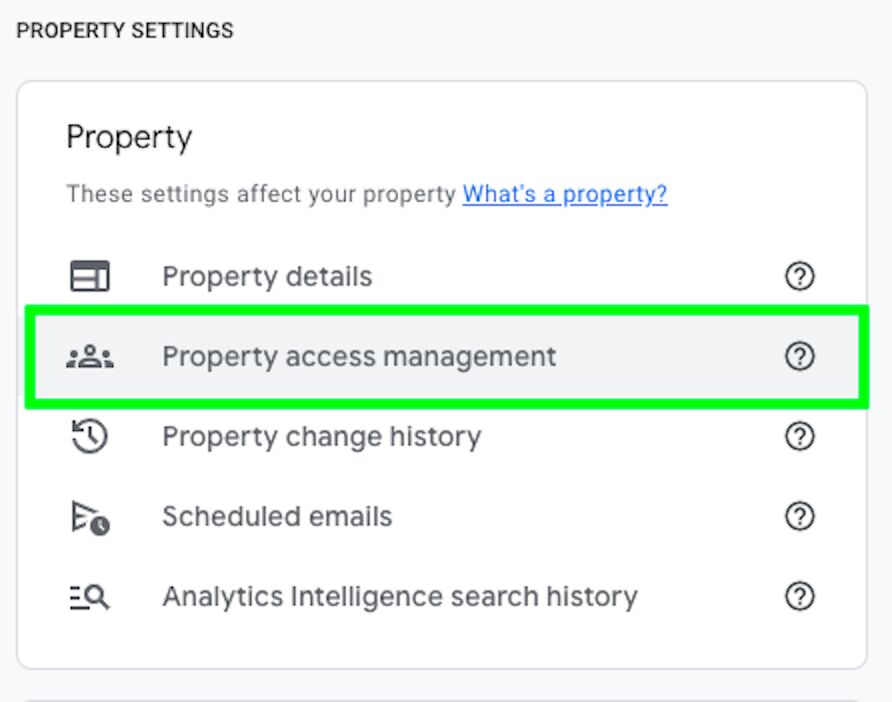 PROPERTY SETTINGS
Property
These settings affect your property What's a property?
Property details
Property access management
Property change history
Scheduled emails
Analytics Intelligence search history